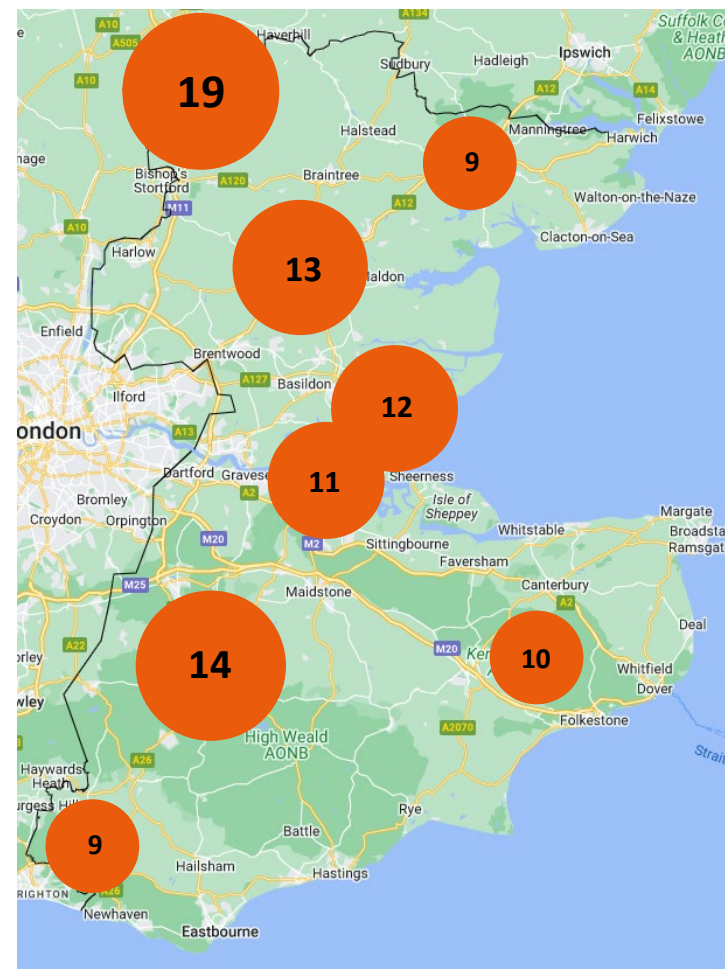 A10
A134
Suffolk C
& Heath
AONB
A505
Haverhill
Ipswich
Sudbury
Hadleigh
A10
19
A12
A14
Felixstowe
Halstead
Manningtree
Harwich
nage
9
Bishop's
Stortford
A120
Braintree
Walton-on-the-Naze
M11
A12
A10
Clacton-on-Sea
Harlow
13
aldon
Enfield
Brentwood
A127
Basildon
Ilford
12
ondon
A13
Dartford
Gravese
11
Sheerness
A2
Bromley
Isle of
Sheppey
Croydon
Orpington
Margate
Broadsta
Ramsgat
M20
M2
Sittingbourne
Whitstable
Faversham
M25
Maidstone
Canterbury
A2
Deal
A22
M20
Ken
A
10
orley
14
Whitfield
Dover
wley
Folkestone
A2070
High Weald
AONB
Strait
A26
Haywards
Heath
urgess Hil
Rye
9
Battle
Hailsham
Hastings
RIGHTON
A26
Newhaven
Eastbourne